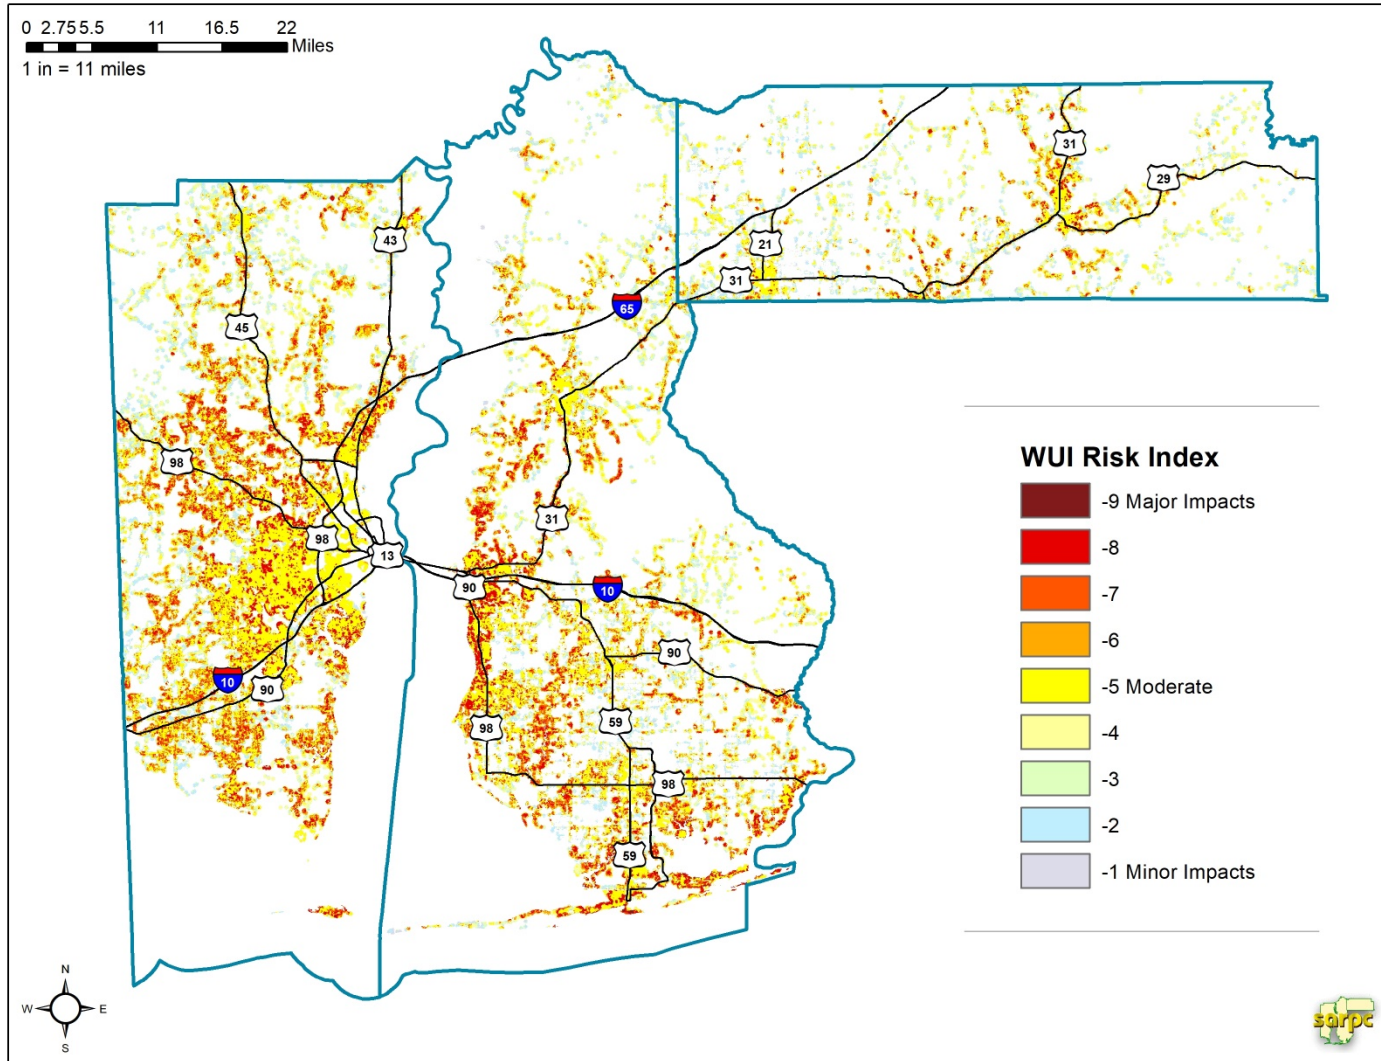 0 2.75 5.5 11 16.5 22
Miles
1 in = 11 miles
31
29
43
21
31
45
65
98
31
98
13
90
10
90
10
90
98
59
98
59
WUI Risk Index
-9 Major Impacts
-8
-7
-6
-5 Moderate
-4
-3
-2
-1 Minor Impacts
N
W E
S
sarpc